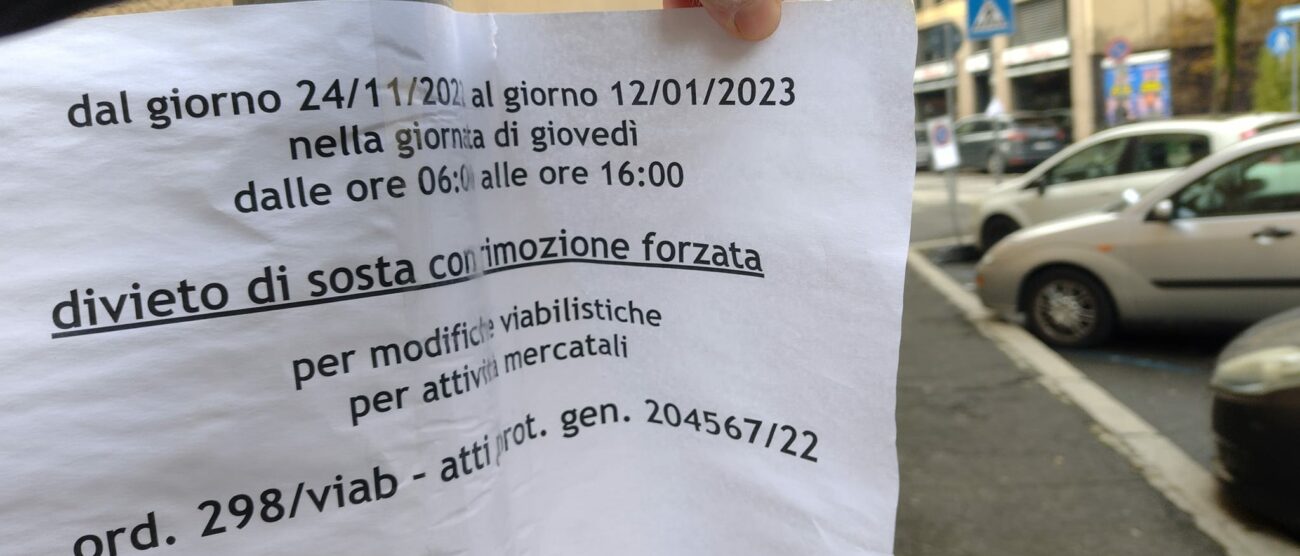 dal giorno 24/11/202 al giorno 12/01/2023
nella giornata di giovedì
dalle ore 06:0 alle ore 16:00
divieto di sosta con rimozione forzata
per modifiche viabilistiche
per attività mercatali
ord. 298/viab - atti prot. gen. 204567/22